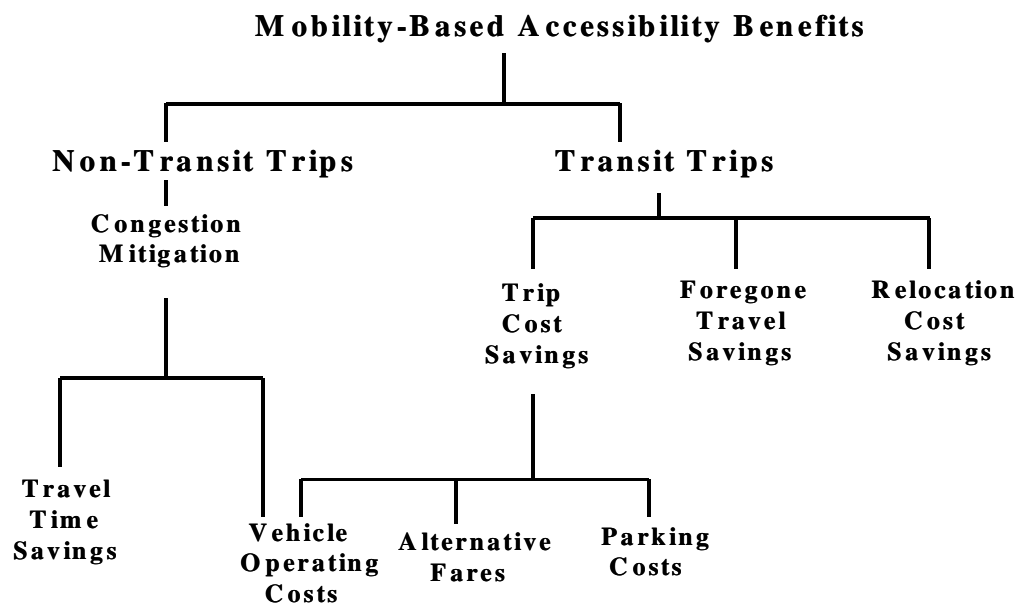 Mobility-Based Accessibility Benefits
Non-Transit Trips
Transit Trips
Congestion
Mitigation
Trip
Cost
Savings
Foregone
Travel
Savings
Relocation
Cost
Savings
Travel
Time
Savings
Vehicle
Operating
Costs
Alternative
Fares
Parking
Costs